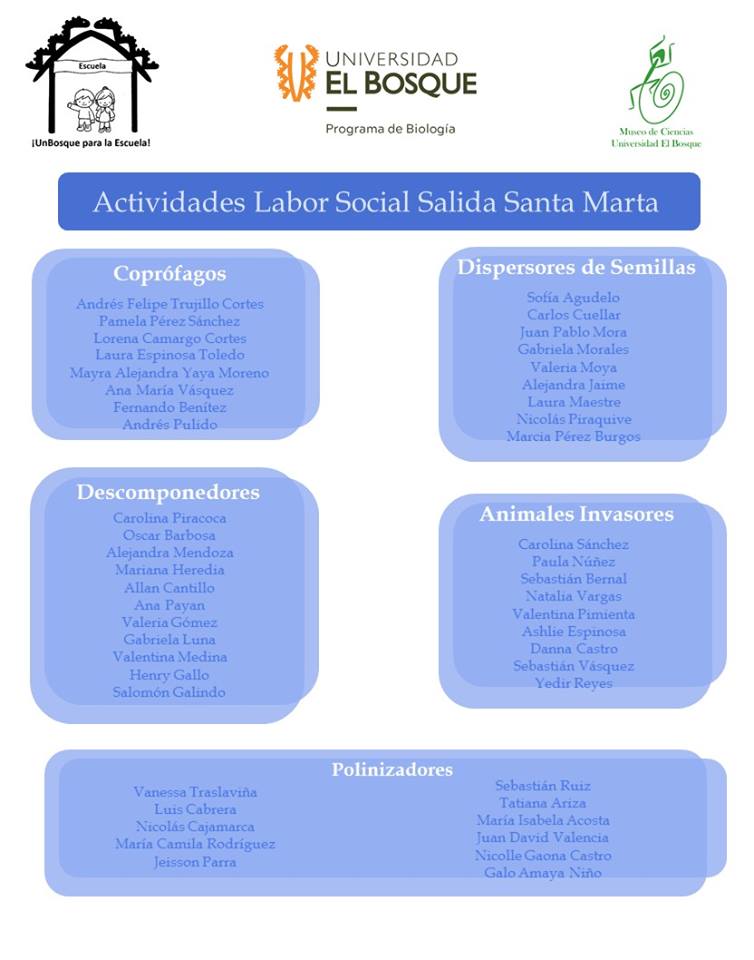 Escuela
¡UnBosque para la Escuela!
UNIVERSIDAD
EL BOSQUE
Programa de Biología
Museo de Ciencias
Universidad El Bosque
Actividades Labor Social Salida Santa Marta
Coprófagos
Andrés Felipe Trujillo Cortes
Pamela Pérez Sánchez
Lorena Camargo Cortes
Laura Espinosa Toledo
Mayra Alejandra Yaya Moreno
Ana María Vásquez
Fernando Benítez
Andrés Pulido
Dispersores de Semillas
Sofía Agudelo
Carlos Cuellar
Juan Pablo Mora
Gabriela Morales
Valeria Moya
Alejandra Jaime
Laura Maestre
Nicolás Piraquive
Marcia Pérez Burgos
Descomponedores
Carolina Piracoca
Oscar Barbosa
Alejandra Mendoza
Mariana Heredia
Allan Cantillo
Ana Payan
Valeria Gómez
Gabriela Luna
Valentina Medina
Henry Gallo
Salomón Galindo
Animales Invasores
Carolina Sánchez
Paula Núñez
Sebastián Bernal
Natalia Vargas
Valentina Pimienta
Ashlie Espinosa
Danna Castro
Sebastián Vásquez
Yedir Reyes
Polinizadores
Vanessa Traslaviña
Luis Cabrera
Nicolás Cajamarca
María Camila Rodríguez
Jeisson Parra
Sebastián Ruiz
Tatiana Ariza
María Isabela Acosta
Juan David Valencia
Nicolle Gaona Castro
Galo Amaya Niño